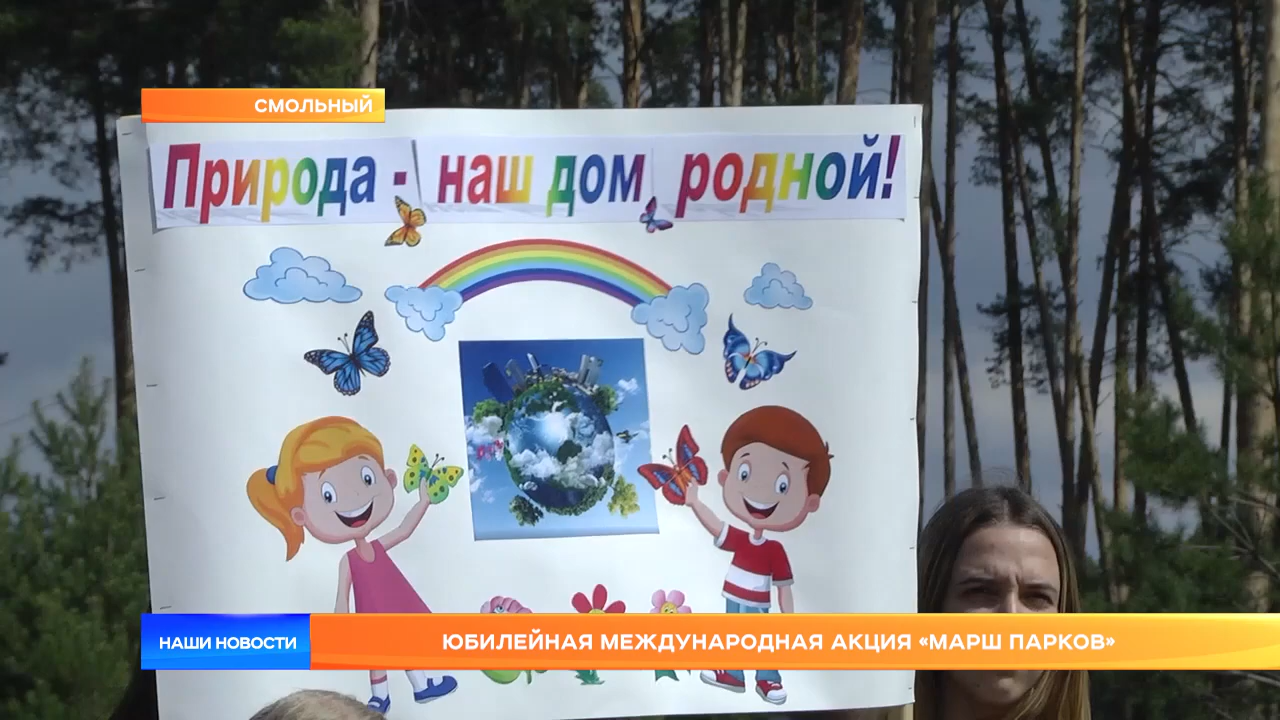 СМОЛЬНЫЙ
Природа - наш дом родной!
НАШИ НОВОСТИ
ЮБИЛЕЙНАЯ МЕЖДУНАРОДНАЯ АКЦИЯ «МАРШ ПАРКОВ»